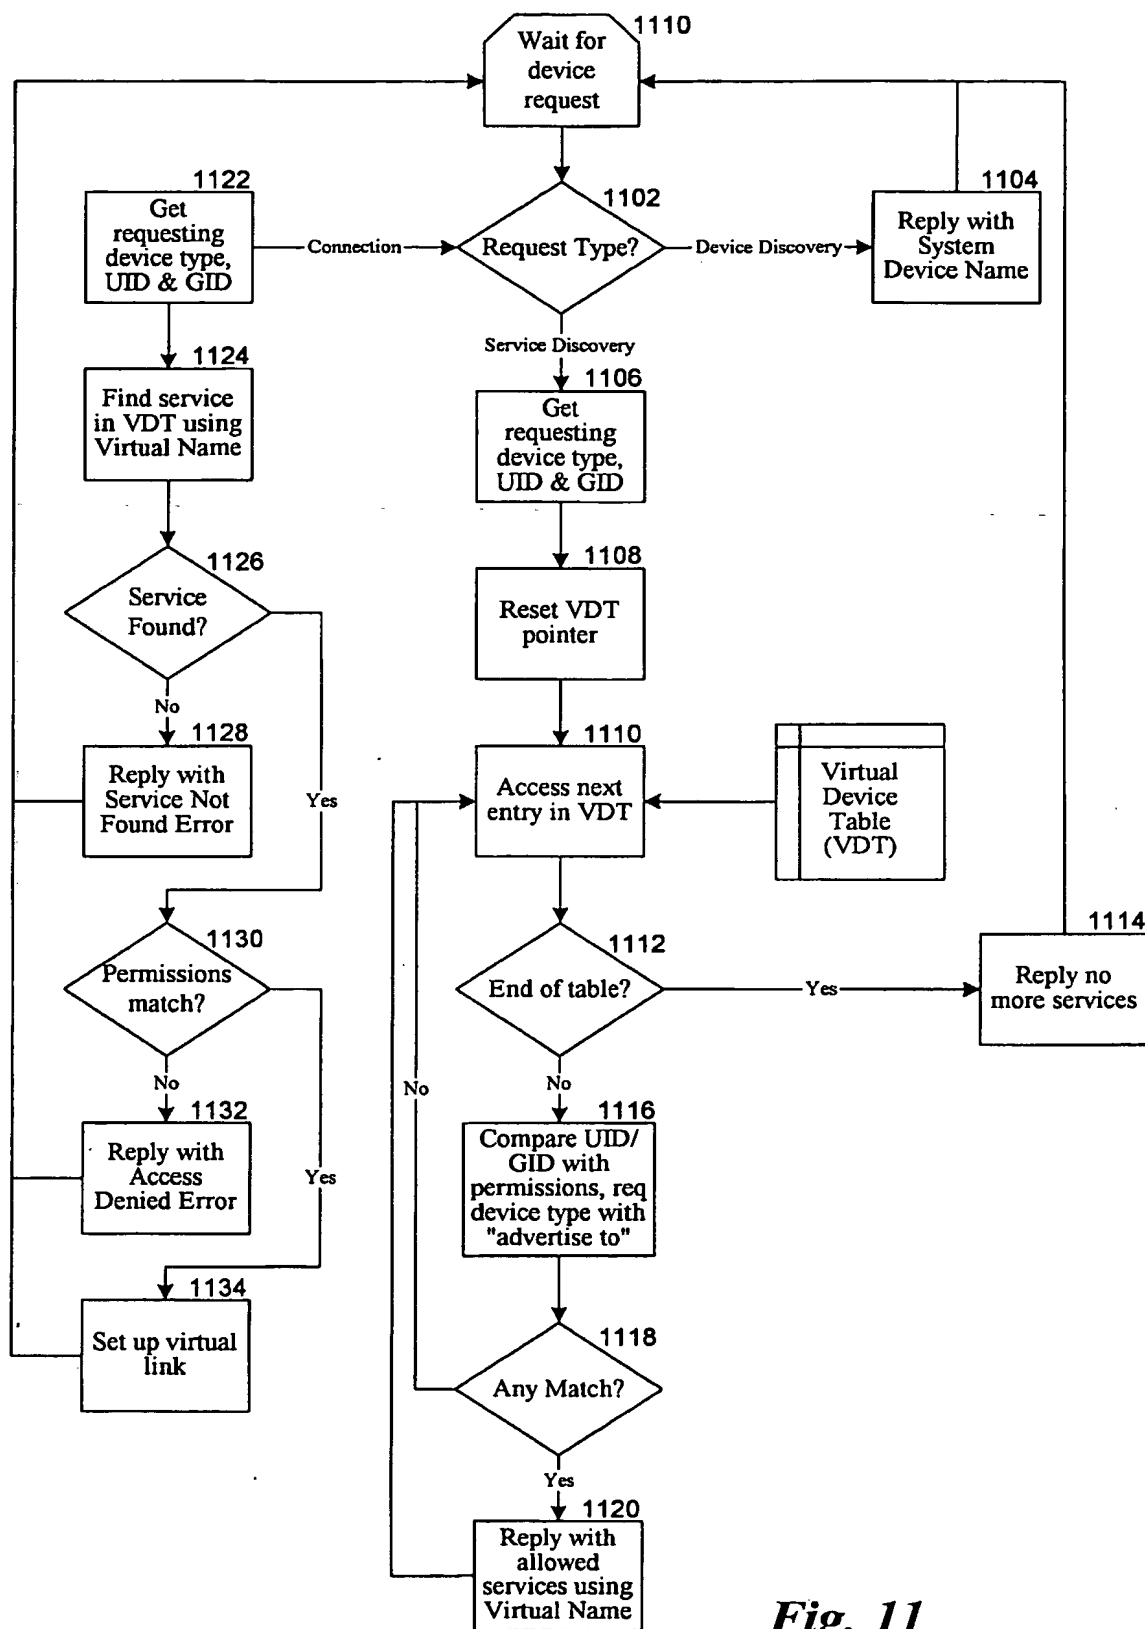 1110
Wait for
device
request
1122
Get
requesting
device type,
UID & GID
Connection
1102
Request Type?
Device Discovery
1104
Reply with
System
Device Name
Service Discovery
1124
Find service
in VDT using
Virtual Name
1106
Get
requesting
device type,
UID & GID
1126
Service
Found?
No
Yes
1108
Reset VDT
pointer
1128
Reply with
Service Not
Found Error
1110
Access next
entry in VDT
Virtual
Device
Table
(VDT)
1130
Permissions
match?
No
Yes
1112
End of table?
Yes
No
1114
Reply no
more services
1132
Reply with
Access
Denied Error
1116
Compare UID/
GID with
permissions, req
device type with
"advertise to"
No
1134
Set up virtual
link
1118
Any Match?
Yes
1120
Reply with
allowed
services using
Virtual Name
Fig. 11